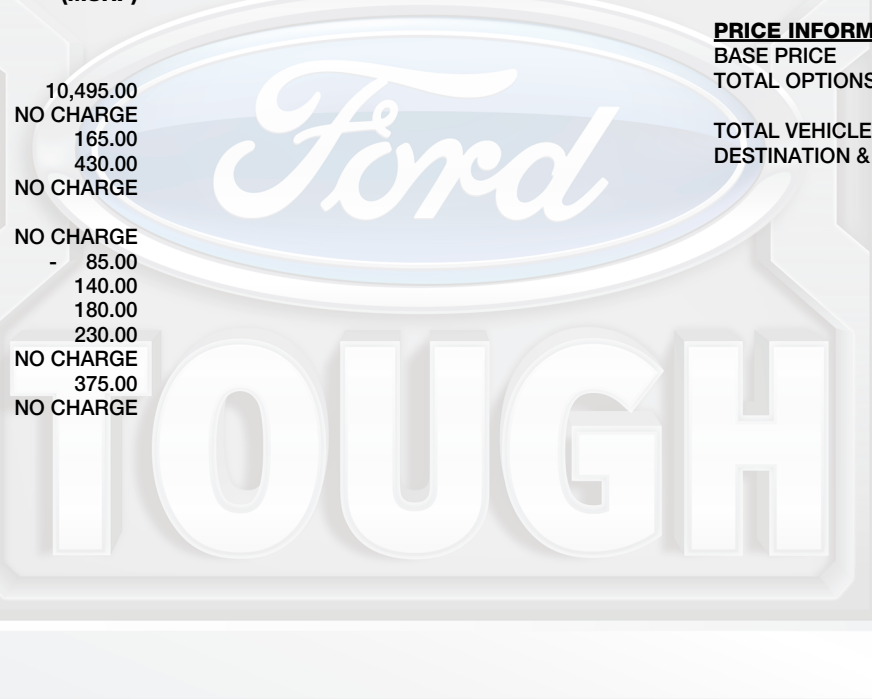 (MSRP)
10,495.00
NO CHARGE
165.00
430.00
NO CHARGE
NO CHARGE
- 85.00
140.00
180.00
230.00
NO CHARGE
375.00
NO CHARGE
PRICE INFORM
BASE PRICE
TOTAL OPTIONS
TOTAL VEHICLE
DESTINATION &
Ford
TOUGH